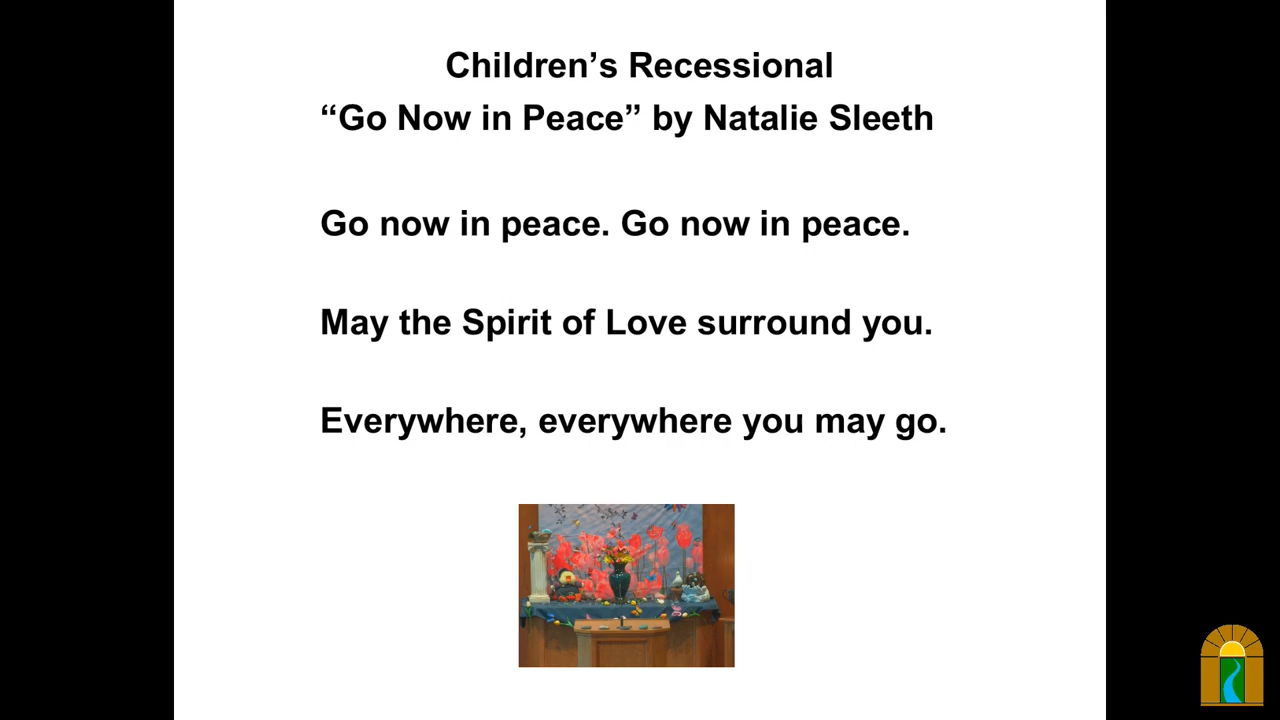 Children’s Recessional
“Go Now in Peace” by Natalie Sleeth
Go now in peace. Go now in peace.
May the Spirit of Love surround you.
Everywhere, everywhere you may go.